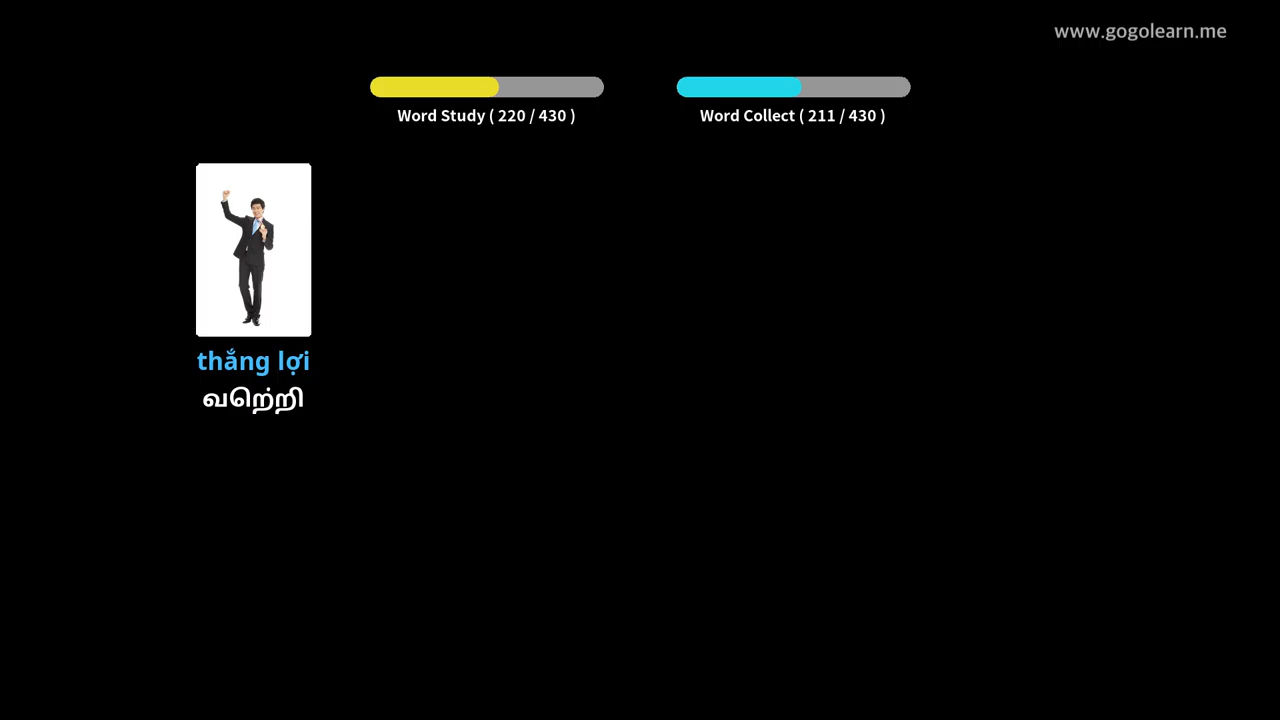 www.gogolearn.me
Word Study ( 220 / 430 )
Word Collect ( 211 / 430 )
thắng lợi
வெற்றி